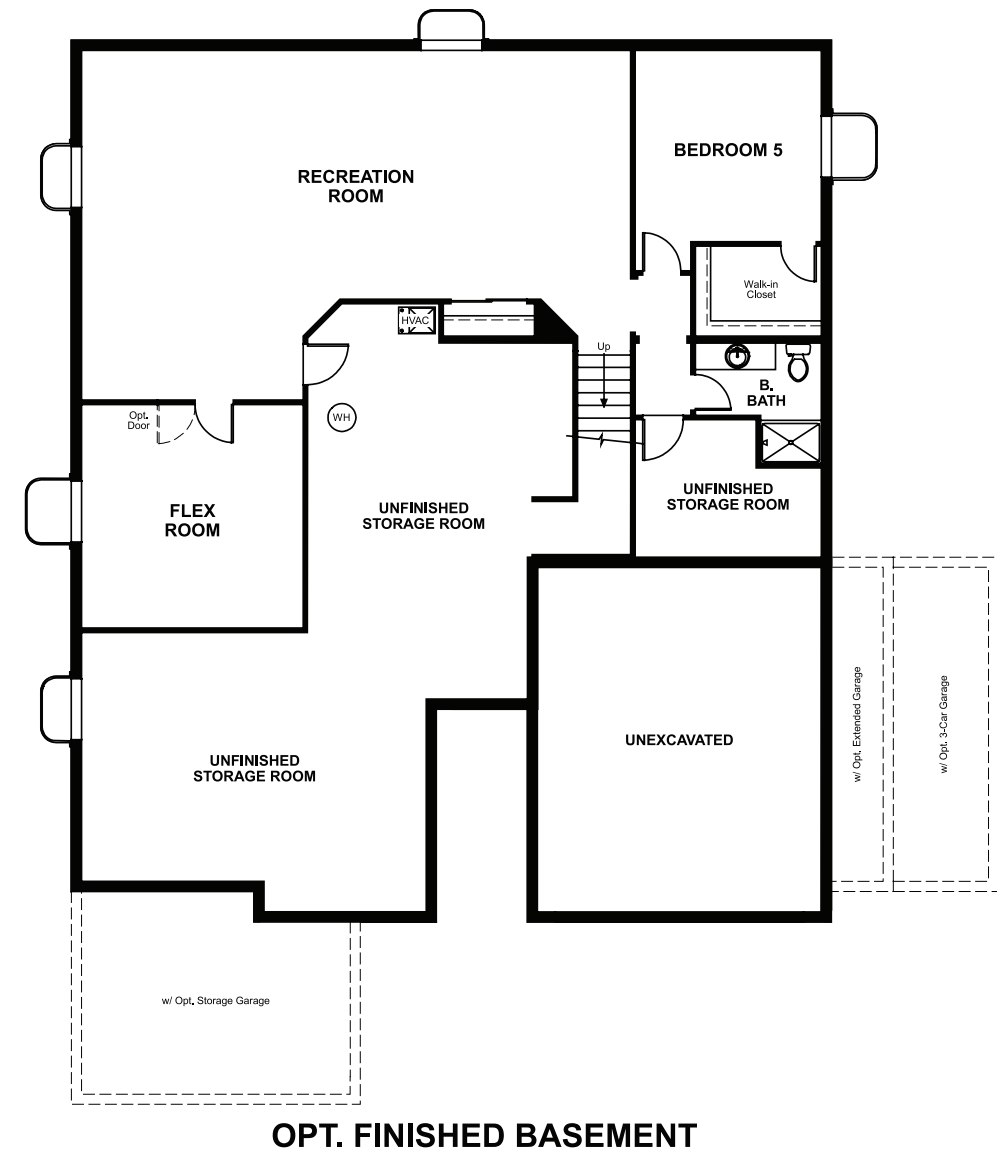 BEDROOM 5
RECREATION
ROOM
Walk-in
Closet
HVAC
Up
B.
BATH
Opt.
Door
WH
FLEX
ROOM
UNFINISHED
STORAGE ROOM
UNFINISHED
STORAGE ROOM
w/ Opt. Extended Garage
w/ Opt. 3-Car Garage
UNEXCAVATED
UNFINISHED
STORAGE ROOM
w/ Opt. Storage Garage
OPT. FINISHED BASEMENT